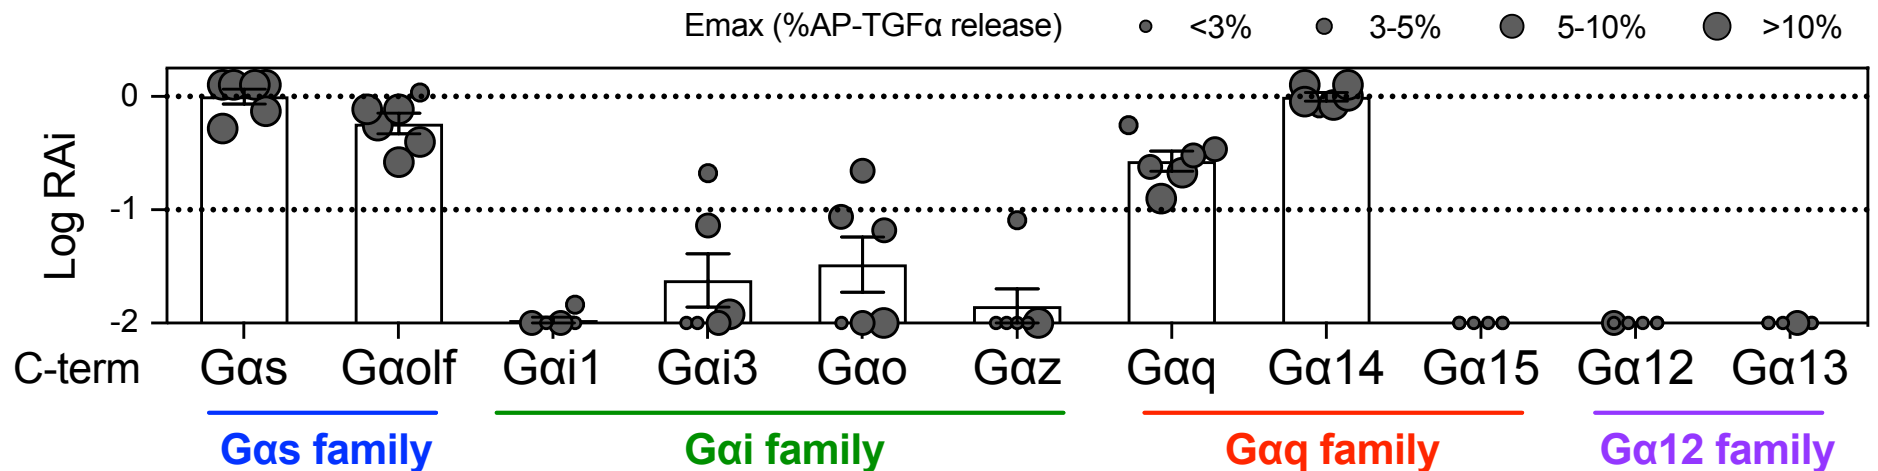 Emax (%AP-TGFα release) <3% 3-5% 5-10% >10%
0
Log RAi
-1
-2
C-term Gαs Gαolf Gαi1 Gαi3 Gαo Gαz Gαq Gα14 Gα15 Gα12 Gα13
Gαs family Gαi family Gαq family Gα12 family